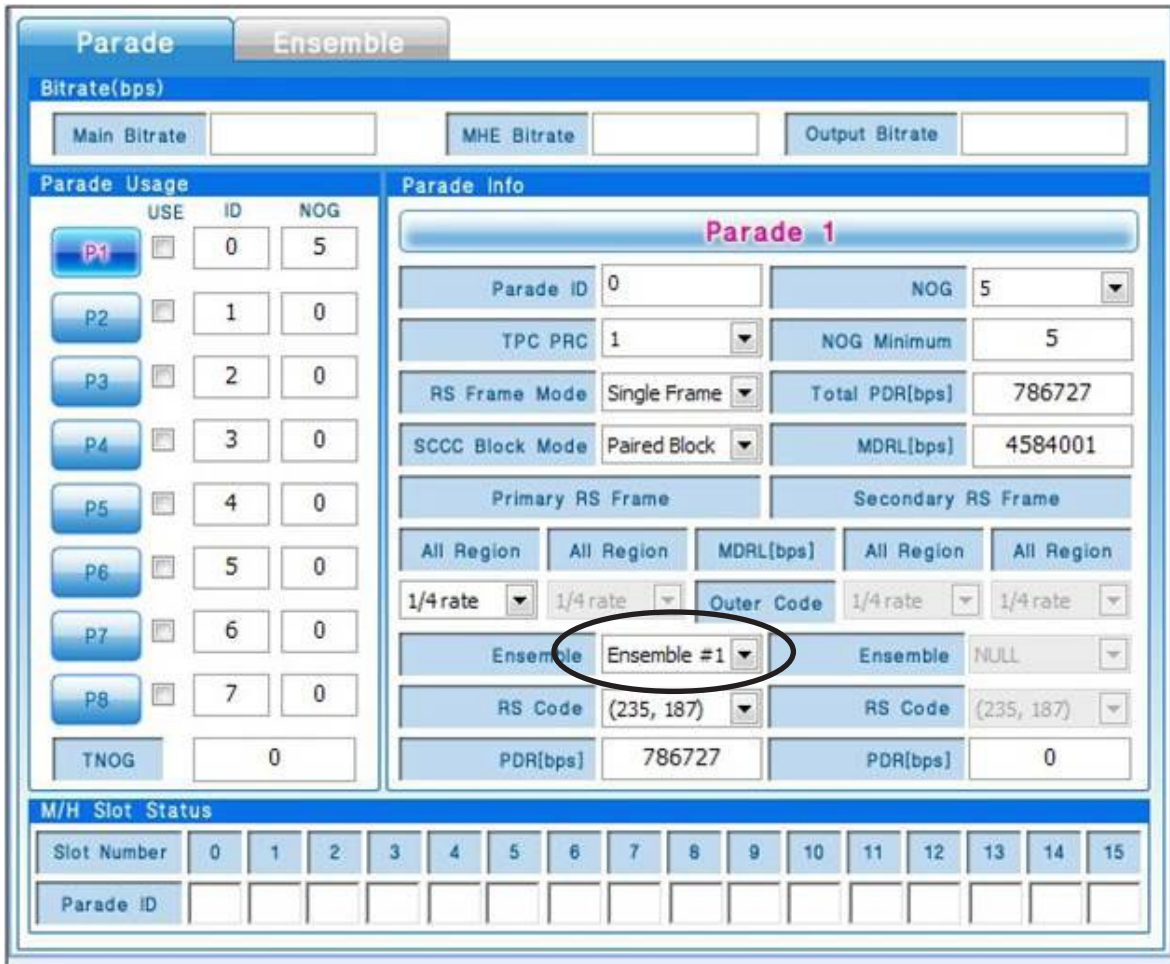 Parade Ensemble
Bitrate(bps)
Main Bitrate MHE Bitrate Output Bitrate
Parade Usage
USE ID NOG
P1 0 5
P2 1 0
P3 2 0
P4 3 0
P5 4 0
P6 5 0
P7 6 0
P8 7 0
TNOG 0
Parade Info
Parade 1
Parade ID 0 NOG 5
TPC PRC 1 NOG Minimum 5
RS Frame Mode Single Frame Total PDR[bps] 786727
SCCC Block Mode Paired Block MDRL[bps] 4584001
Primary RS Frame Secondary RS Frame
All Region All Region MDRL[bps] All Region All Region
1/4 rate 1/4 rate Outer Code 1/4 rate 1/4 rate
Ensemble Ensemble #1 Ensemble NULL
RS Code (235, 187) RS Code (235, 187)
PDR[bps] 786727 PDR[bps] 0
M/H Slot Status
Slot Number 0 1 2 3 4 5 6 7 8 9 10 11 12 13 14 15
Parade ID